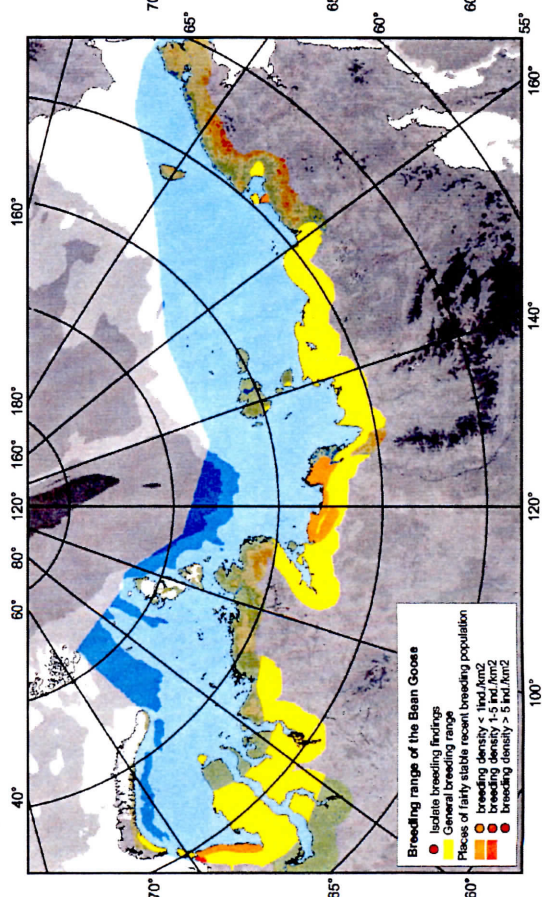 40° 60° 80° 120° 160° 180° 160°
70° 65°
65° 60°
60° 55°
100° 120° 140°
Breeding range of the Bean Goose
Isolate breeding findings
General breeding range
Places of fairly stable recent breeding population
breeding density < 1ind./km2
breeding density 1-5 ind./km2
breeding density > 5 ind./km2